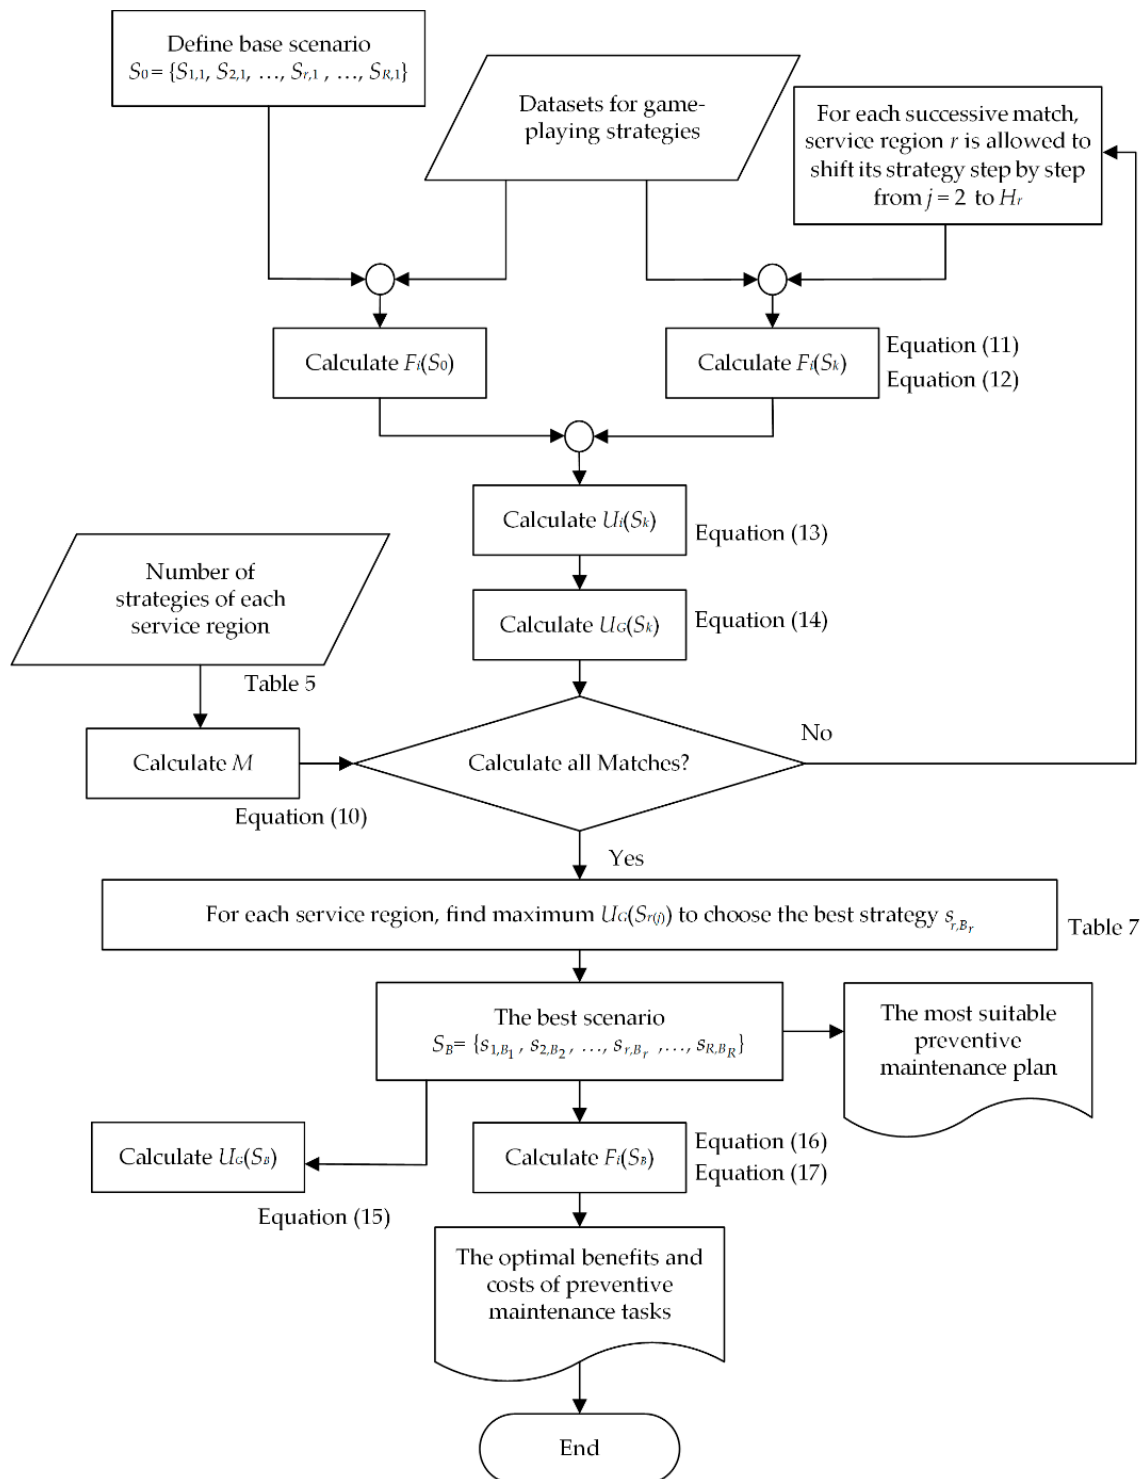 Define base scenario
S0 = {S1,1, S2,1, …, Sr,1 , …, SR,1}
Datasets for game-
playing strategies
For each successive match,
service region r is allowed to
shift its strategy step by step
from j = 2 to Hr
Calculate Fi(S0)
Calculate Fi(Sk)
Equation (11)
Equation (12)
Calculate Ui(Sk)
Equation (13)
Number of
strategies of each
service region
Table 5
Calculate UG(Sk)
Equation (14)
Calculate M
Equation (10)
Calculate all Matches?
No
Yes
For each service region, find maximum UG(Sr(j)) to choose the best strategy sr,Br
Table 7
The best scenario
SB= {s1,B1, s2,B2, …, sr,Br ,…, sR,BR}
The most suitable
preventive
maintenance plan
Calculate UG(SB)
Equation (15)
Calculate Fi(SB)
Equation (16)
Equation (17)
The optimal benefits and
costs of preventive
maintenance tasks
End